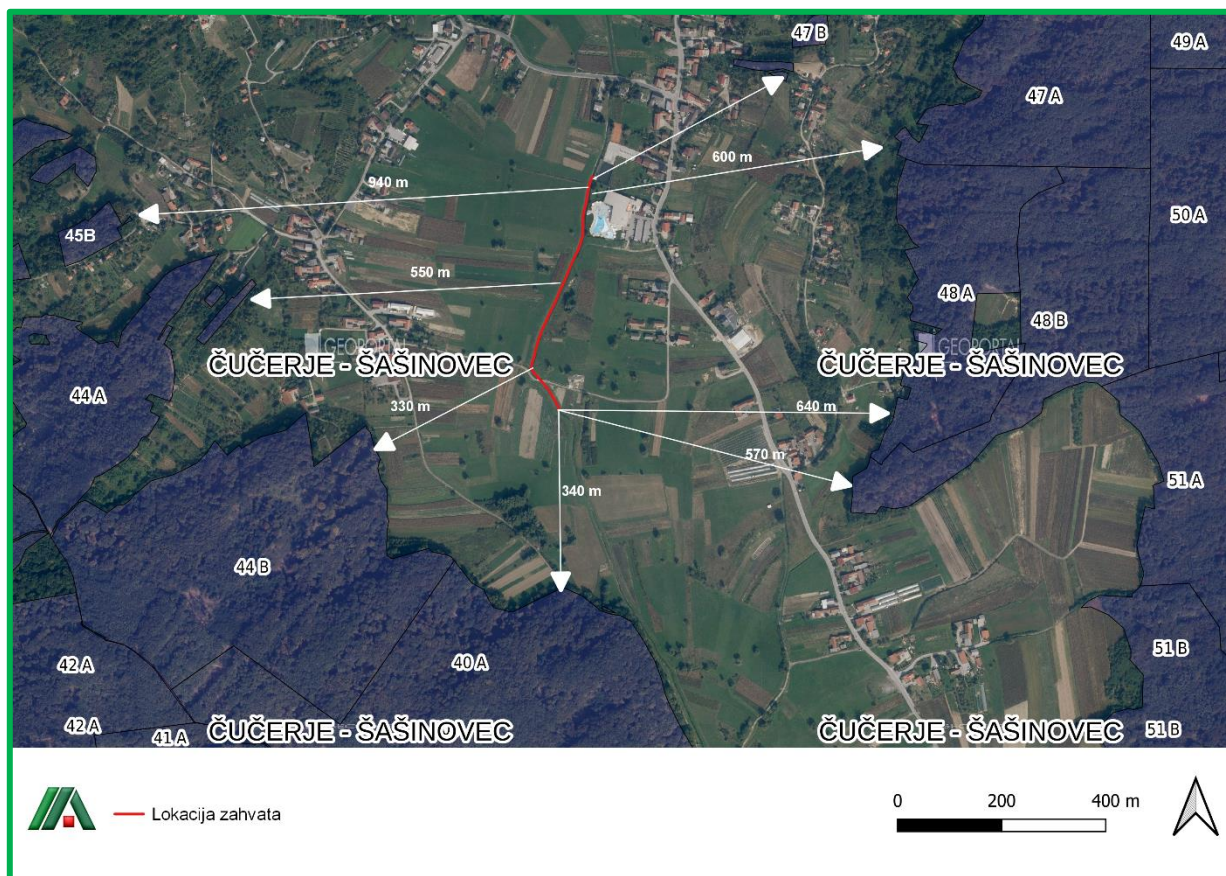 47 B
49 A
47 A
600 m
940 m
50 A
45B
550 m
48 A
48 B
GEOPORTAL
GEOPORTAL
ČUČERJE - ŠAŠINOVEC
ČUČERJE - ŠAŠINOVEC
44 A
330 m
640 m
570 m
51 A
340 m
44 B
42 A
40 A
51 B
42 A
41 A
ČUČERJE - ŠAŠINOVEC
ČUČERJE - ŠAŠINOVEC
51 B
Lokacija zahvata
0 200 400 m